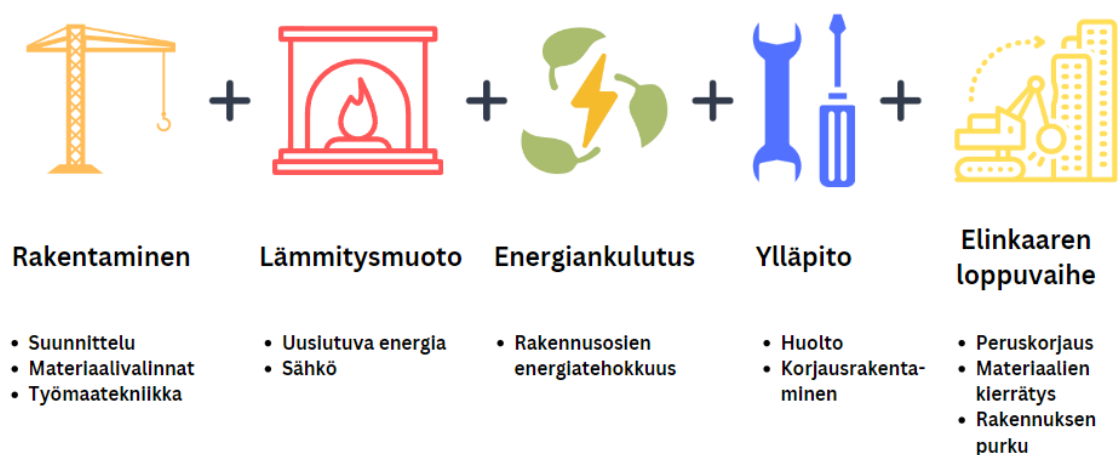 Rakentaminen
Lämmitysmuoto
Energiankulutus
Ylläpito
Elinkaaren
loppuvaihe
• Suunnittelu
• Materiaalivalinnat
• Työmaatekniikka
• Uusiutuva energia
• Sähkö
• Rakennusosien
energiatehokkuus
• Huolto
• Korjausrakenta-
minen
• Peruskorjaus
• Materiaalien
kierrätys
• Rakennuksen
purku